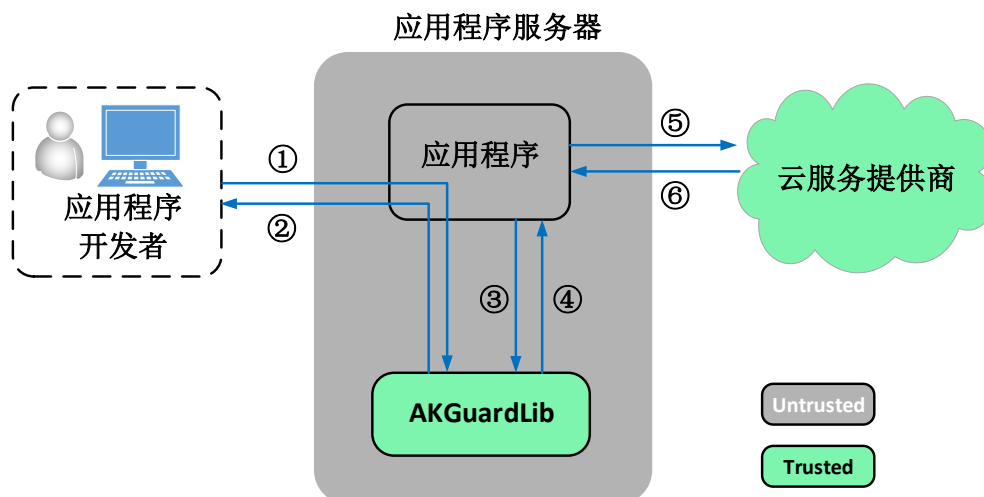 应用程序服务器
应用程序
开发者
①
②
应用程序
③
④
⑤
⑥
云服务提供商
AKGuardLib
Untrusted
Trusted